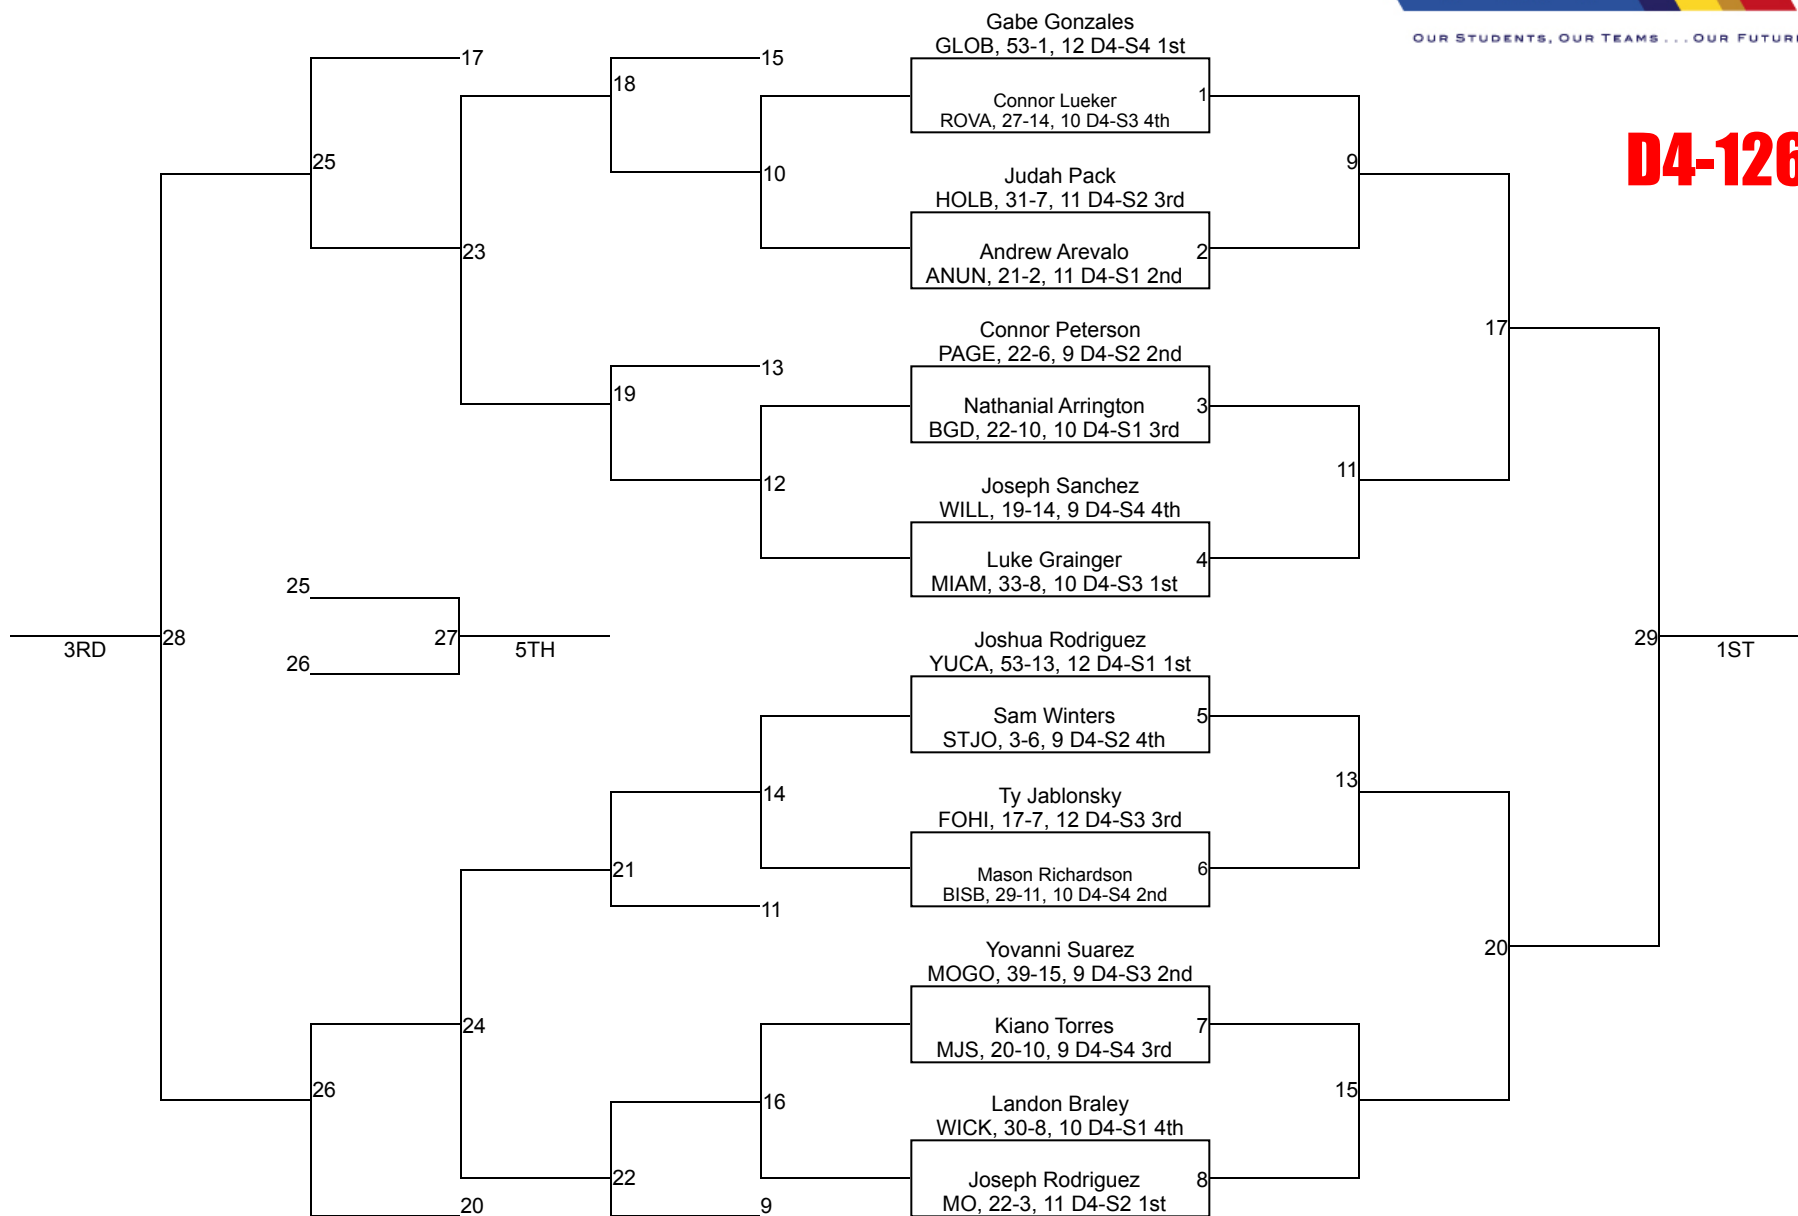 OUR STUDENTS, OUR TEAMS . . . OUR FUTURE
D4-126
Gabe Gonzales
GLOB, 53-1, 12 D4-S4 1st
17
15
18
Connor Lueker
1
ROVA, 27-14, 10 D4-S3 4th
25
10
9
Judah Pack
HOLB, 31-7, 11 D4-S2 3rd
23
Andrew Arevalo
2
ANUN, 21-2, 11 D4-S1 2nd
Connor Peterson
17
PAGE, 22-6, 9 D4-S2 2nd
13
19
Nathanial Arrington
3
BGD, 22-10, 10 D4-S1 3rd
12
11
Joseph Sanchez
WILL, 19-14, 9 D4-S4 4th
Luke Grainger
4
MIAM, 33-8, 10 D4-S3 1st
25
3RD
28
27
5TH
29
1ST
26
Joshua Rodriguez
YUCA, 53-13, 12 D4-S1 1st
Sam Winters
5
STJO, 3-6, 9 D4-S2 4th
14
13
Ty Jablonsky
FOHI, 17-7, 12 D4-S3 3rd
21
Mason Richardson
6
BISB, 29-11, 10 D4-S4 2nd
11
Yovanni Suarez
20
MOGO, 39-15, 9 D4-S3 2nd
24
Kiano Torres
7
MJS, 20-10, 9 D4-S4 3rd
26
16
15
Landon Braley
WICK, 30-8, 10 D4-S1 4th
22
Joseph Rodriguez
8
MO, 22-3, 11 D4-S2 1st
20
9